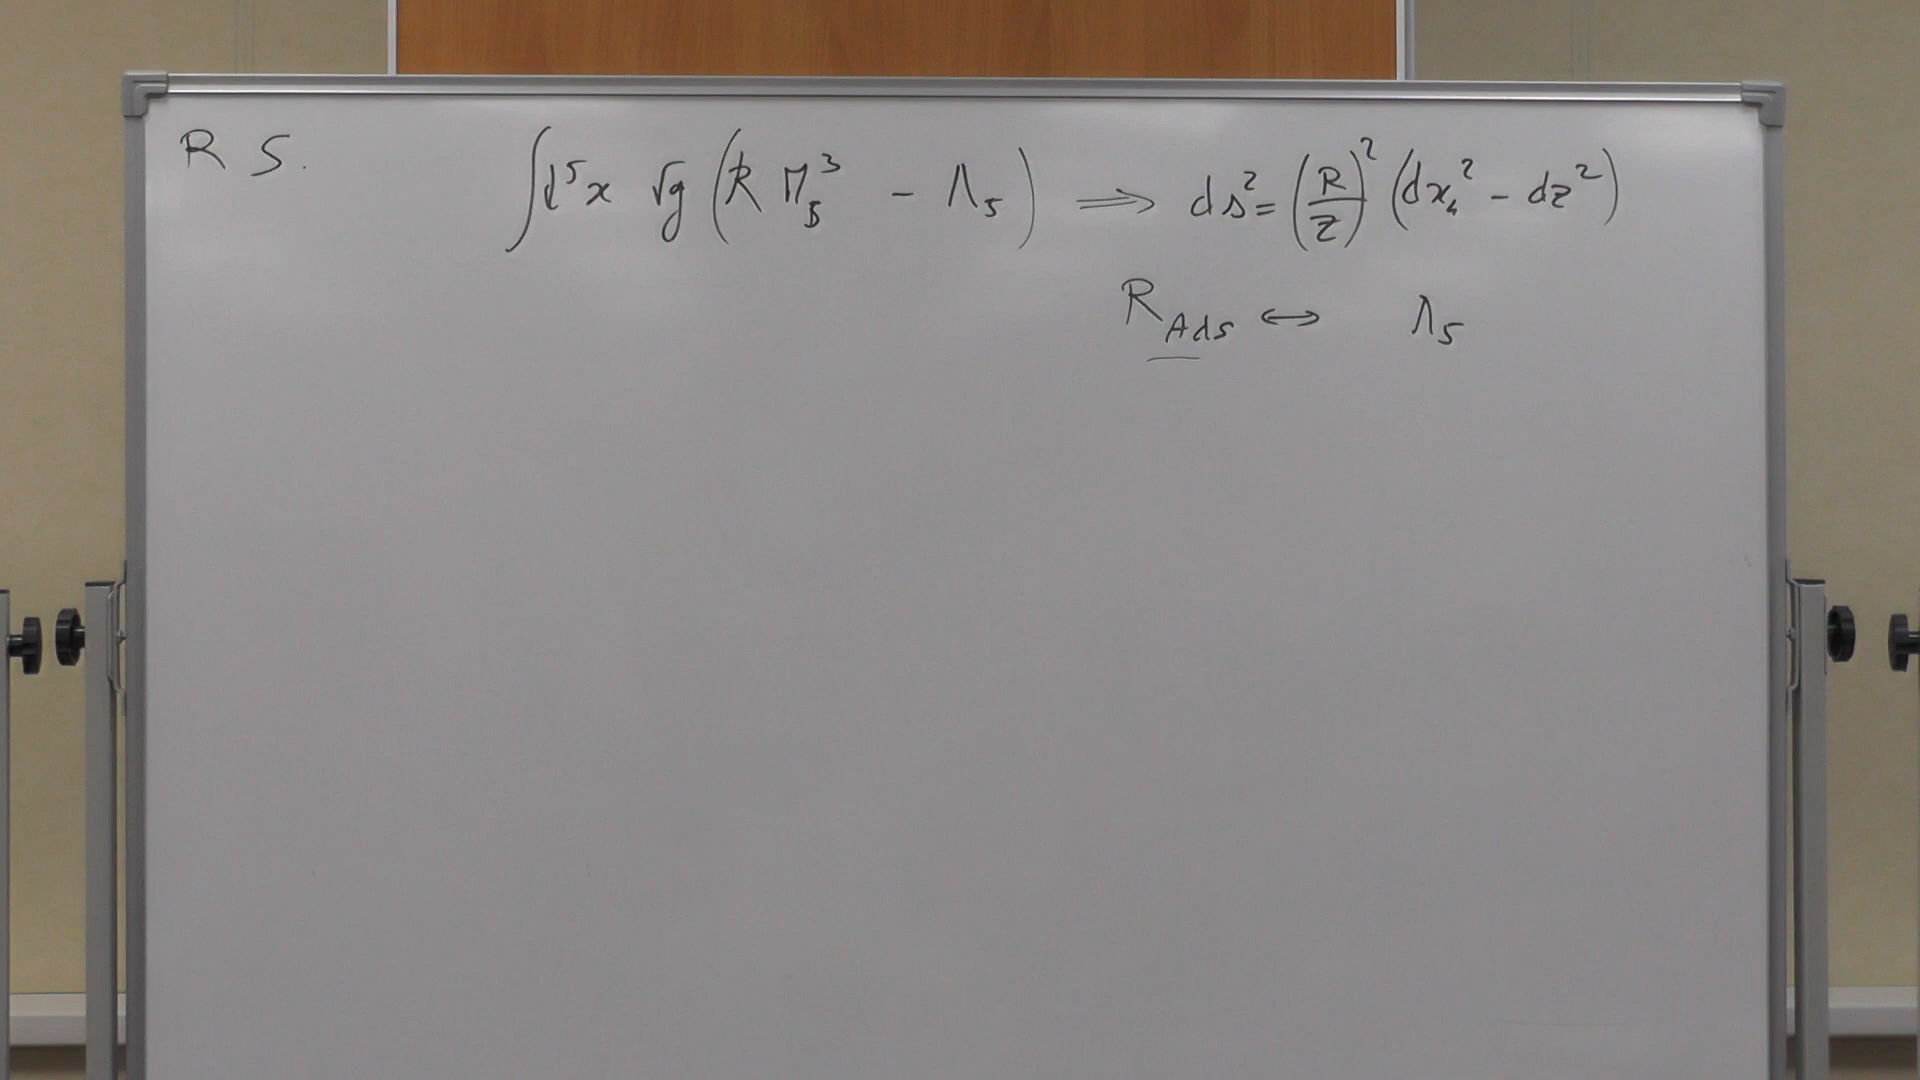 R S. ∫d⁵x √g (R M₅³ − Λ₅) ⟹ ds² = (R/z)² (dx₄² − dz²)
R_AdS ↔ Λ₅